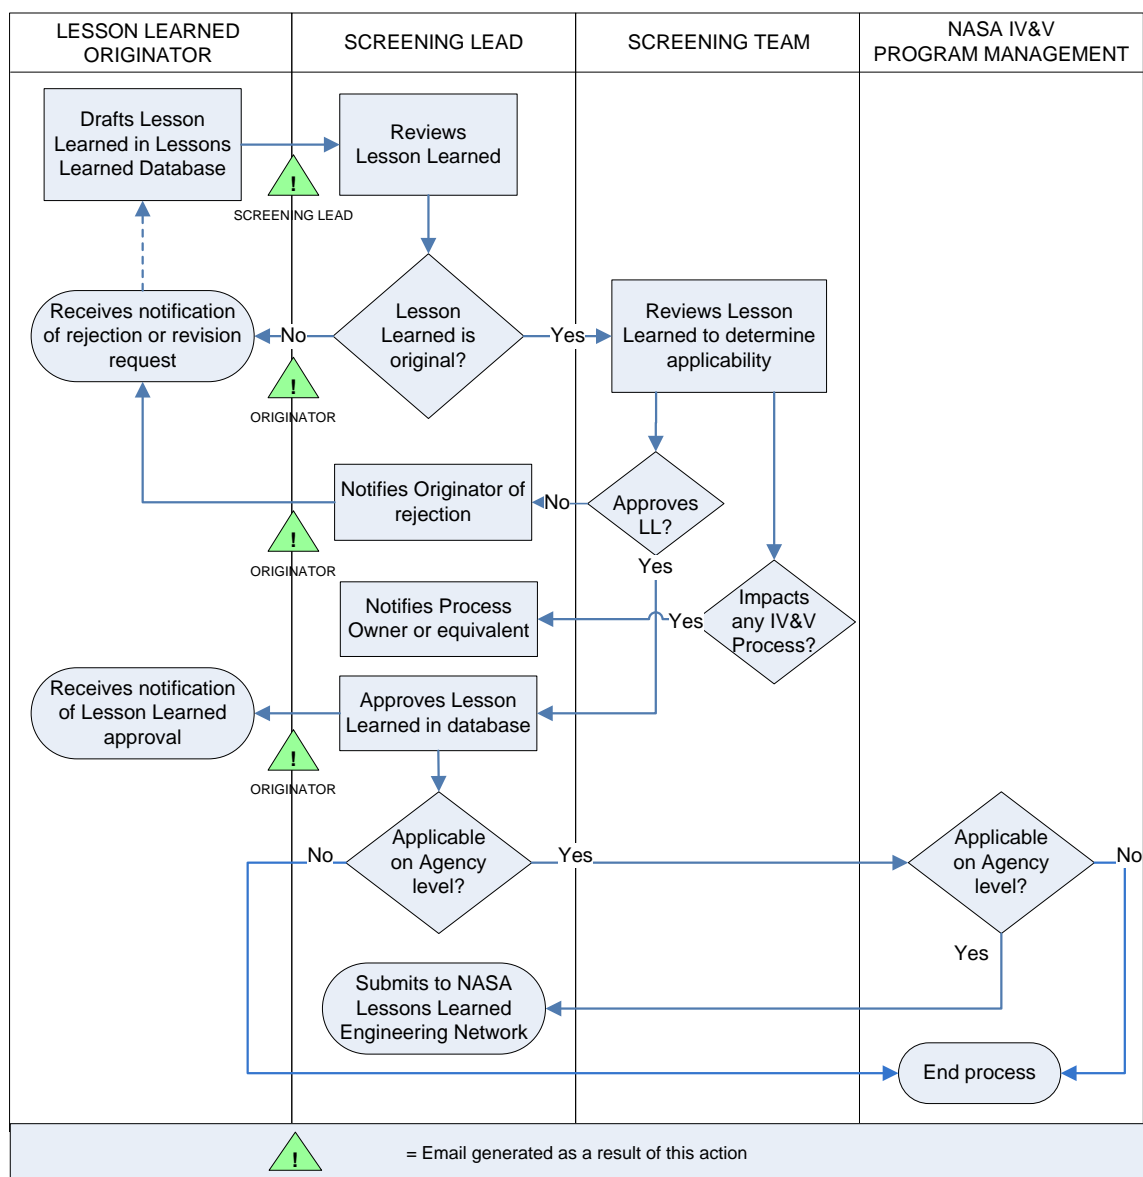 LESSON LEARNED
ORIGINATOR
SCREENING LEAD
SCREENING TEAM
NASA IV&V
PROGRAM MANAGEMENT
Drafts Lesson
Learned in Lessons
Learned Database
Reviews
Lesson Learned
!
SCREENING LEAD
Receives notification
of rejection or revision
request
No
Lesson
Learned is
original?
Yes
Reviews Lesson
Learned to determine
applicability
!
ORIGINATOR
Notifies Originator of
rejection
No
Approves
LL?
!
ORIGINATOR
Yes
Notifies Process
Owner or equivalent
Yes
Impacts
any IV&V
Process?
Receives notification
of Lesson Learned
approval
Approves Lesson
Learned in database
!
ORIGINATOR
No
Applicable
on Agency
level?
Yes
Applicable
on Agency
level?
No
Yes
Submits to NASA
Lessons Learned
Engineering Network
End process
!
= Email generated as a result of this action